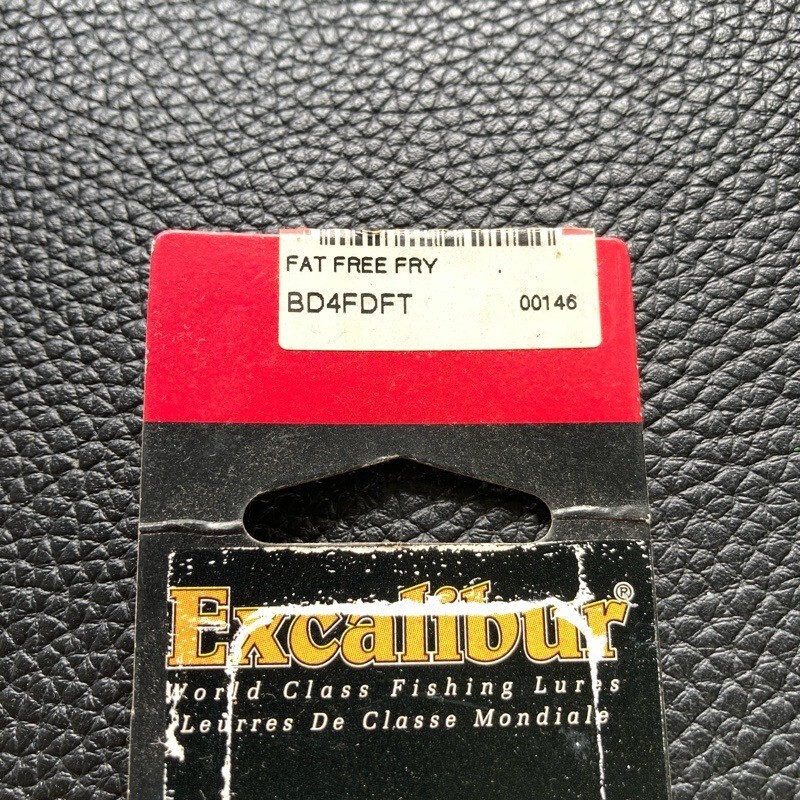 FAT FREE FRY
BD4FDFT 00146
Excalibur®
World Class Fishing Lures
Leurres De Classe Mondiale